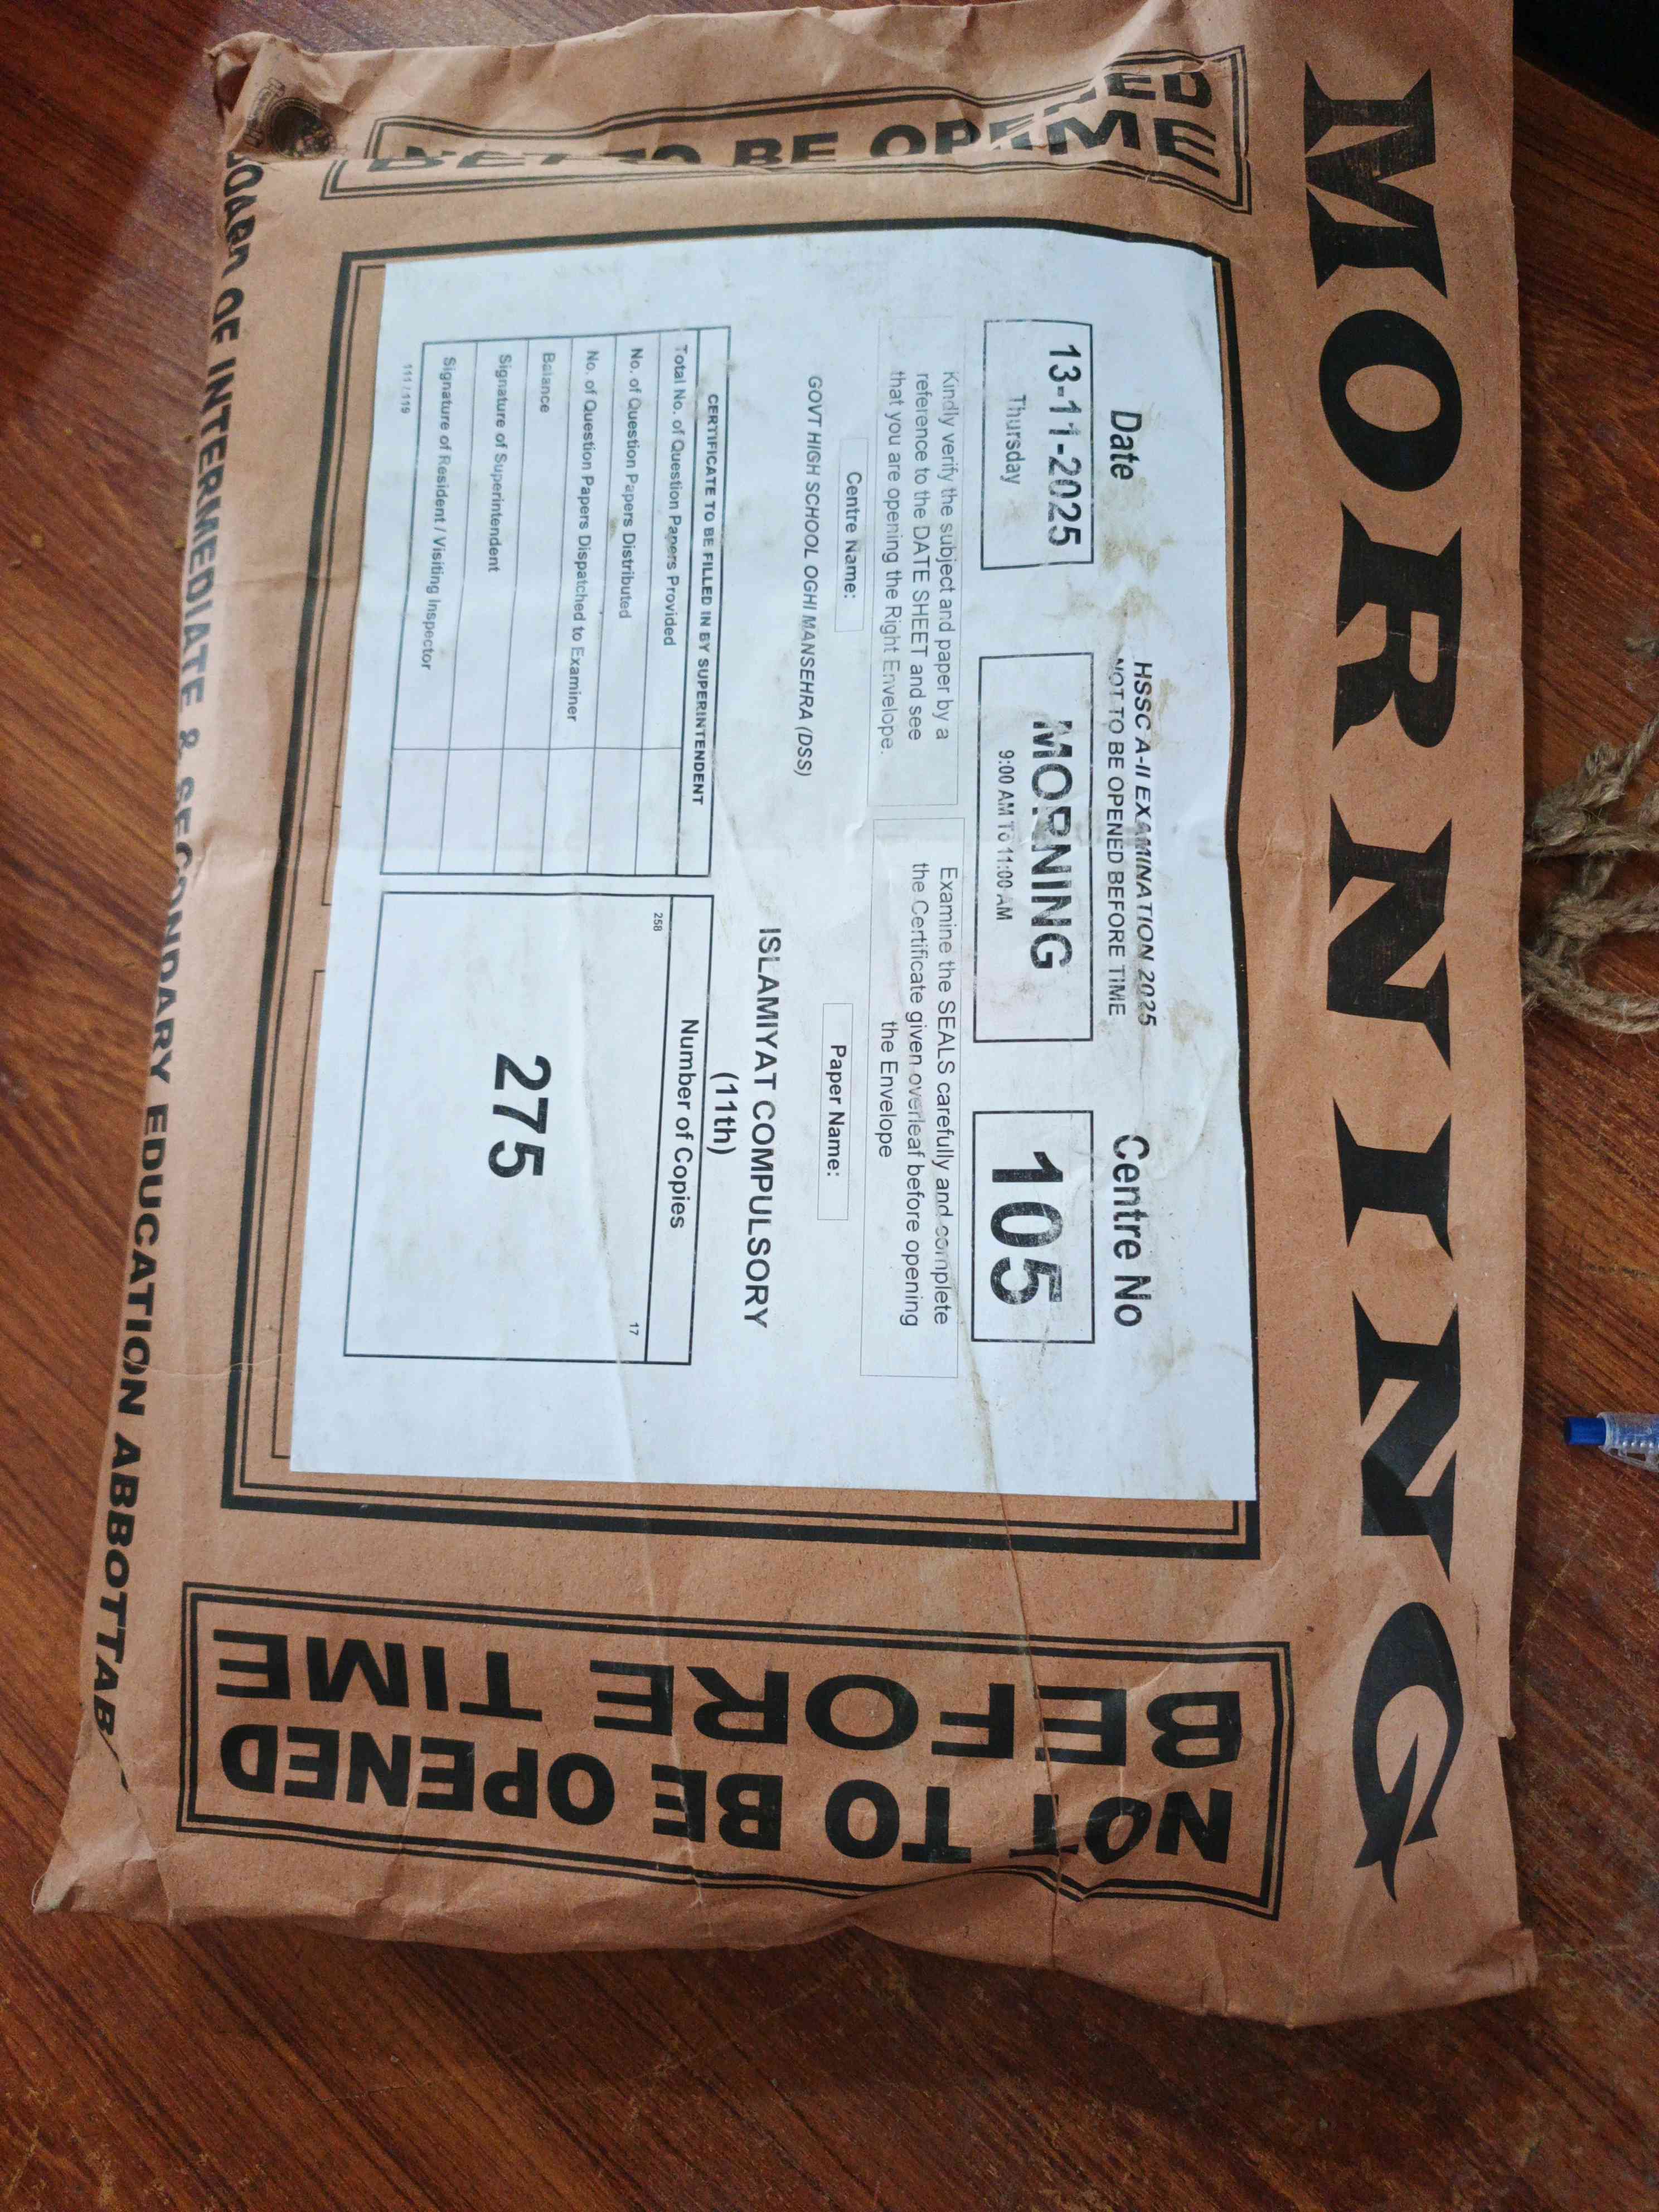 MORNING
Date
HSSC A-II EXAMINATION 2025
NOT TO BE OPENED BEFORE TIME
Centre No
13-11-2025
Thursday
MORNING
9:00 AM To 11:00 AM
105
Kindly verify the subject and paper by a
reference to the DATE SHEET and see
that you are opening the Right Envelope.
Examine the SEALS carefully and complete
the Certificate given overleaf before opening
the Envelope
Centre Name:
GOVT HIGH SCHOOL OGHI MANSEHRA (DSS)
Paper Name:
ISLAMIYAT COMPULSORY
(11th)
CERTIFICATE TO BE FILLED IN BY SUPERINTENDENT
Total No. of Question Papers Provided
No. of Question Papers Distributed
No. of Question Papers Dispatched to Examiner
Balance
Signature of Superintendent
Signature of Resident / Visiting Inspector
111 / 119
Number of Copies
258
17
275
NOT TO BE OPENED
BEFORE TIME
TO BE OPENED
ME
BOARD OF INTERMEDIATE & SECONDARY EDUCATION ABBOTTAB